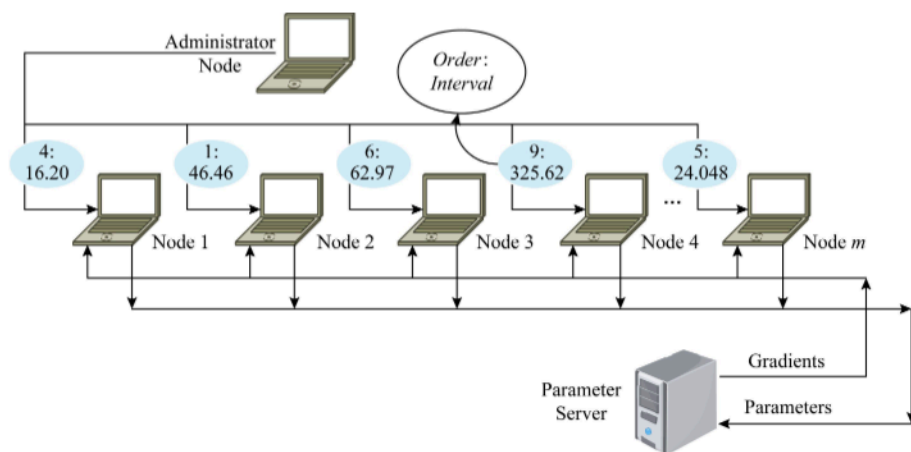 Administrator
Node
Order:
Interval
4:
16.20
1:
46.46
6:
62.97
9:
325.62
5:
24.048
...
Node 1
Node 2
Node 3
Node 4
Node m
Parameter
Server
Gradients
Parameters